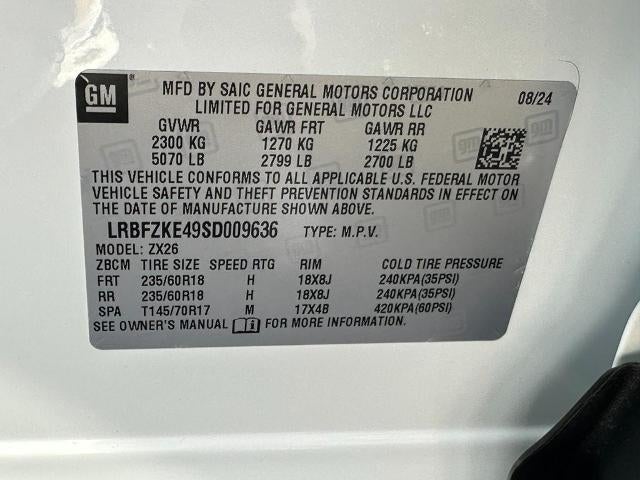 GM
MFD BY SAIC GENERAL MOTORS CORPORATION
LIMITED FOR GENERAL MOTORS LLC
08/24
GVWR GAWR FRT GAWR RR
2300 KG 1270 KG 1225 KG
5070 LB 2799 LB 2700 LB
THIS VEHICLE CONFORMS TO ALL APPLICABLE U.S. FEDERAL MOTOR
VEHICLE SAFETY AND THEFT PREVENTION STANDARDS IN EFFECT ON
THE DATE OF MANUFACTURE SHOWN ABOVE.
LRBFZKE49SD009636 TYPE: M.P.V.
MODEL: ZX26
ZBCM TIRE SIZE SPEED RTG RIM COLD TIRE PRESSURE
FRT 235/60R18 H 18X8J 240KPA(35PSI)
RR 235/60R18 H 18X8J 240KPA(35PSI)
SPA T145/70R17 M 17X4B 420KPA(60PSI)
SEE OWNER'S MANUAL FOR MORE INFORMATION.